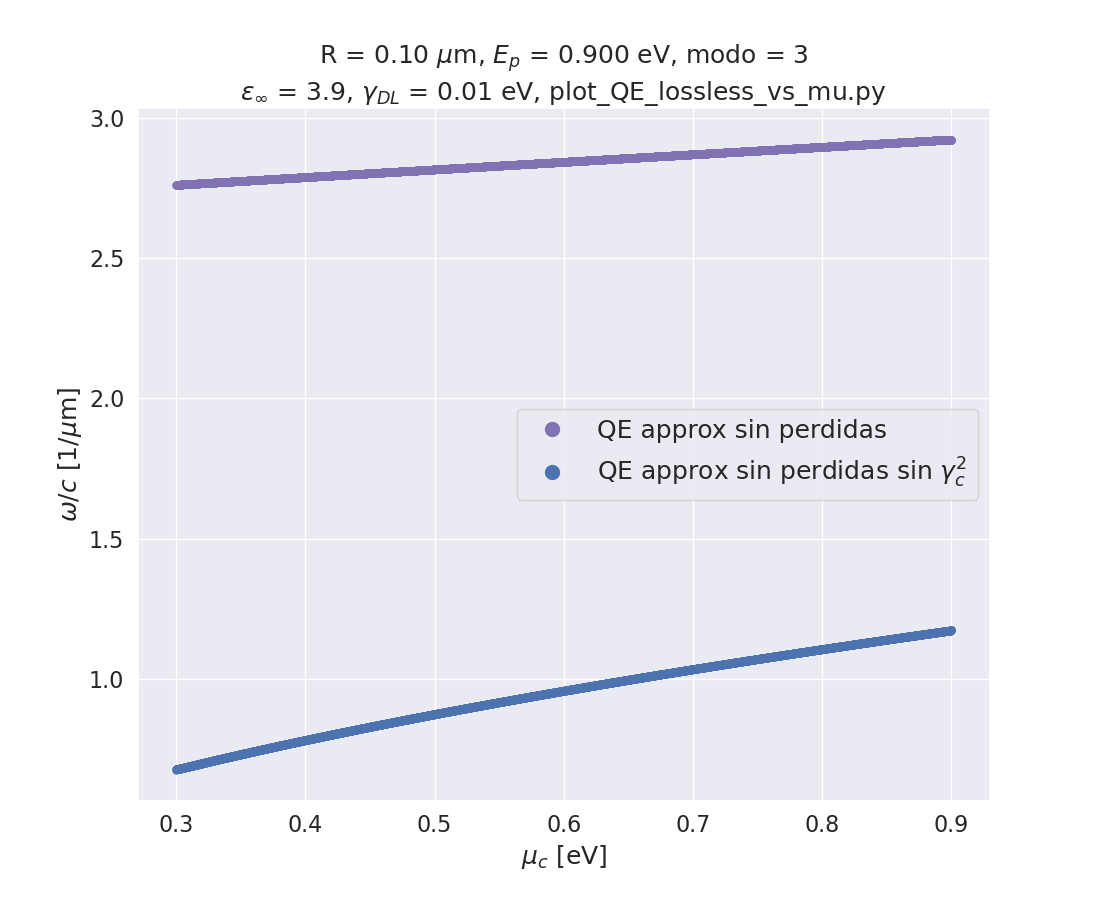 R = 0.10 μm, E_p = 0.900 eV, modo = 3
ε_∞ = 3.9, γ_DL = 0.01 eV, plot_QE_lossless_vs_mu.py
3.0
2.5
2.0
1.5
1.0
ω/c [1/μm]
QE approx sin perdidas
QE approx sin perdidas sin γ_c^2
0.3 0.4 0.5 0.6 0.7 0.8 0.9
μ_c [eV]